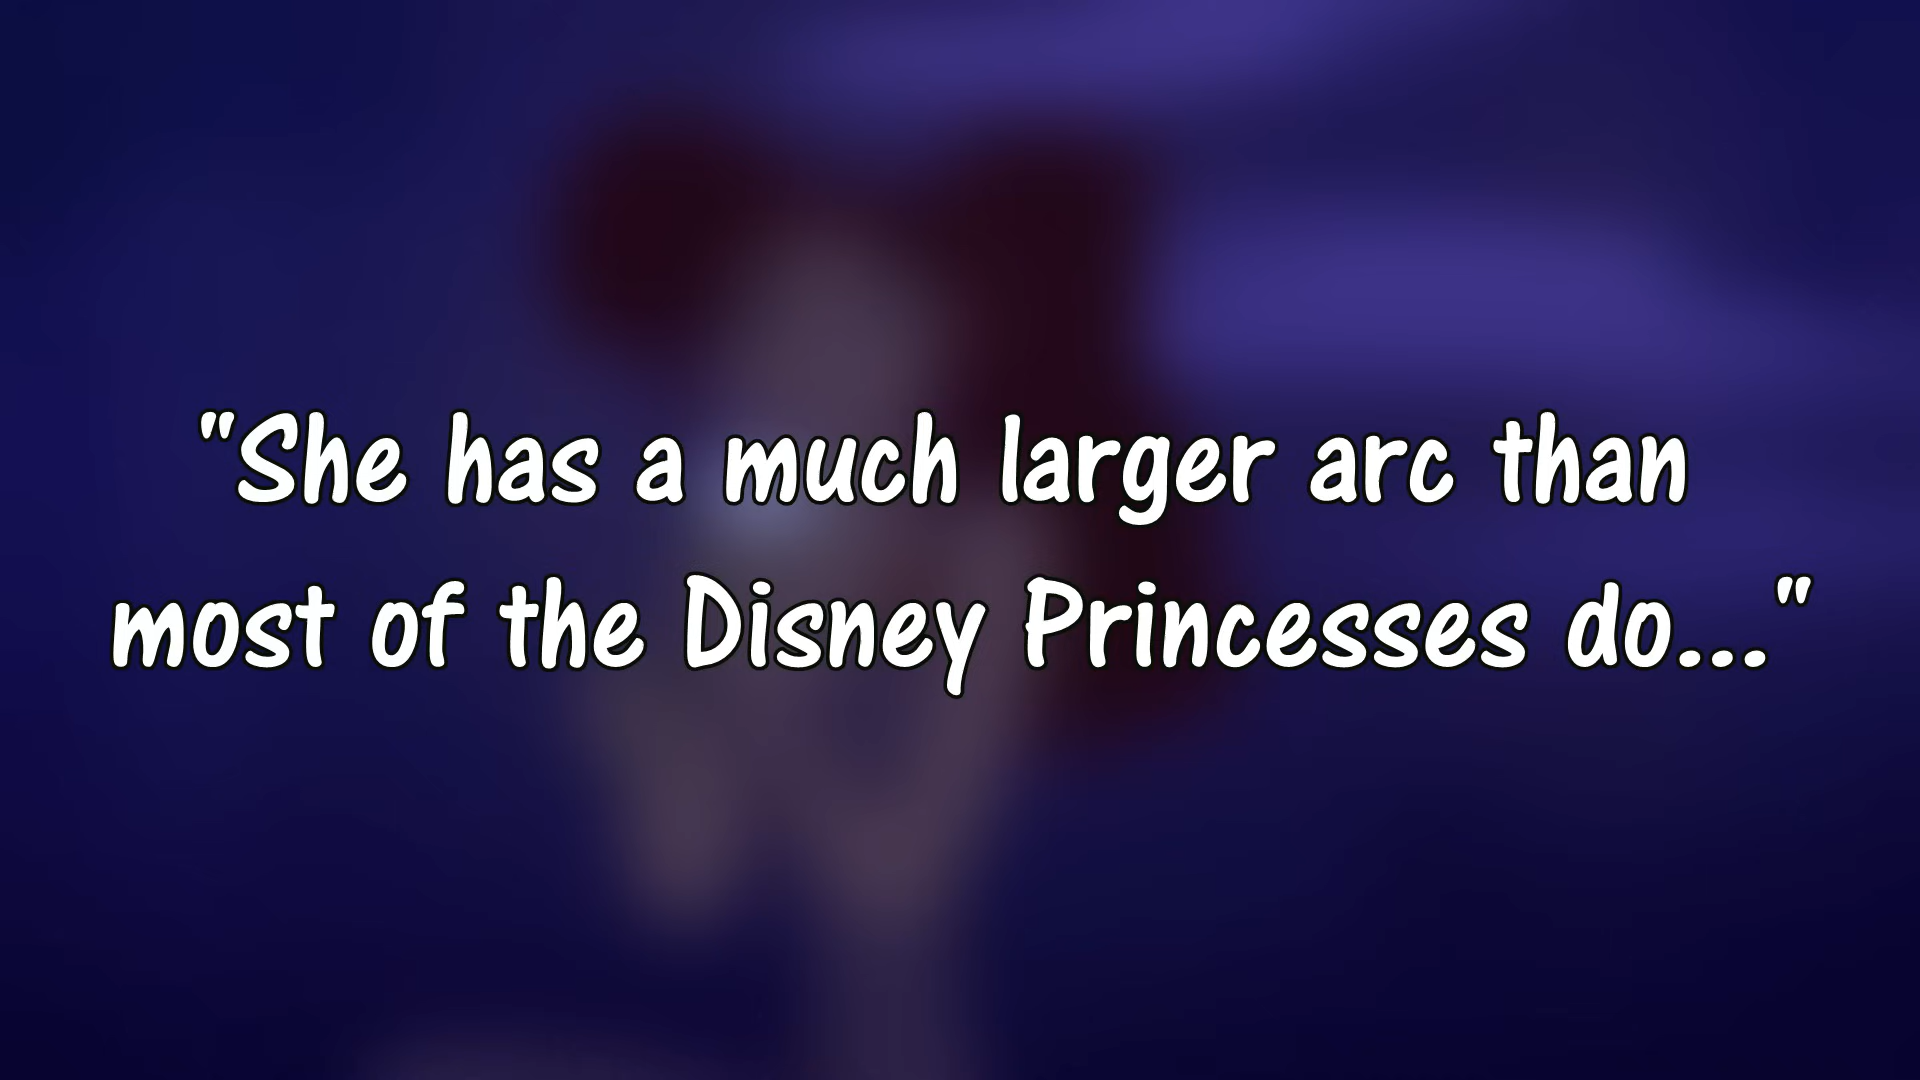 "She has a much larger arc than
most of the Disney Princesses do..."